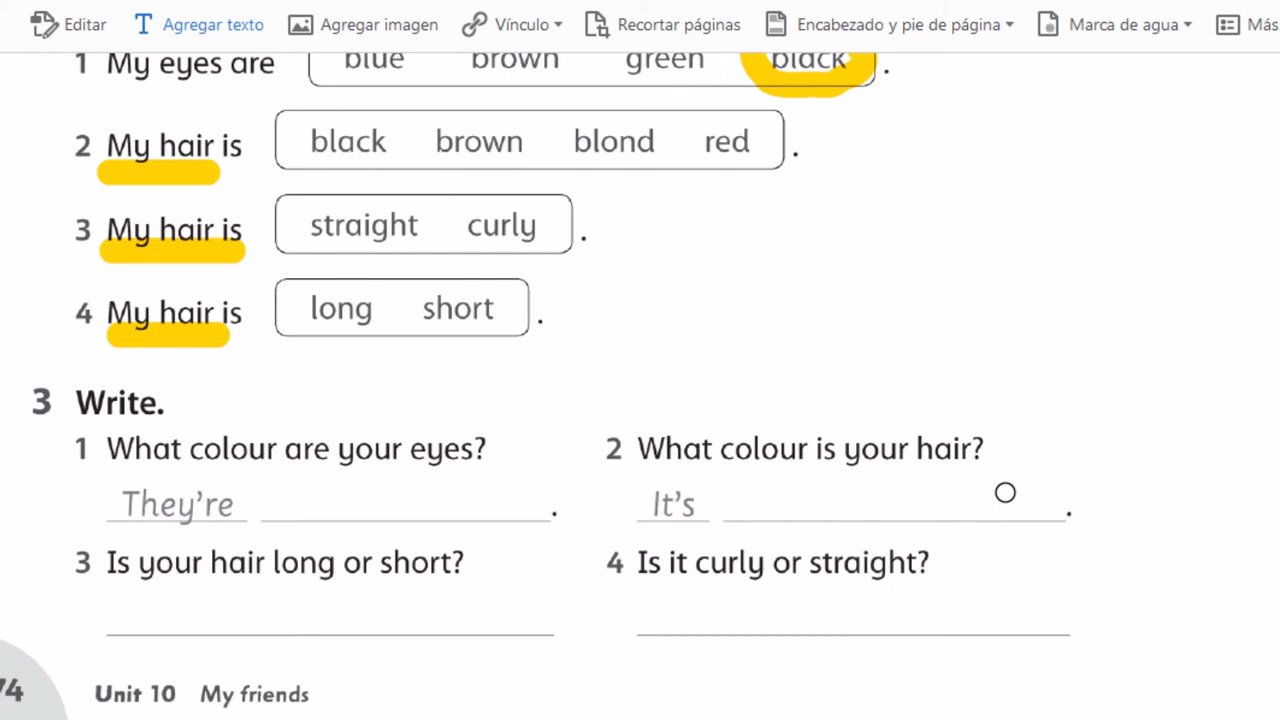 Editar Agregar texto Agregar imagen Vínculo Recortar páginas Encabezado y pie de página Marca de agua Más
1 My eyes are blue brown green black .
2 My hair is black brown blond red .
3 My hair is straight curly .
4 My hair is long short .
3 Write.
1 What colour are your eyes? 2 What colour is your hair?
They're . It's .
3 Is your hair long or short? 4 Is it curly or straight?
74 Unit 10 My friends